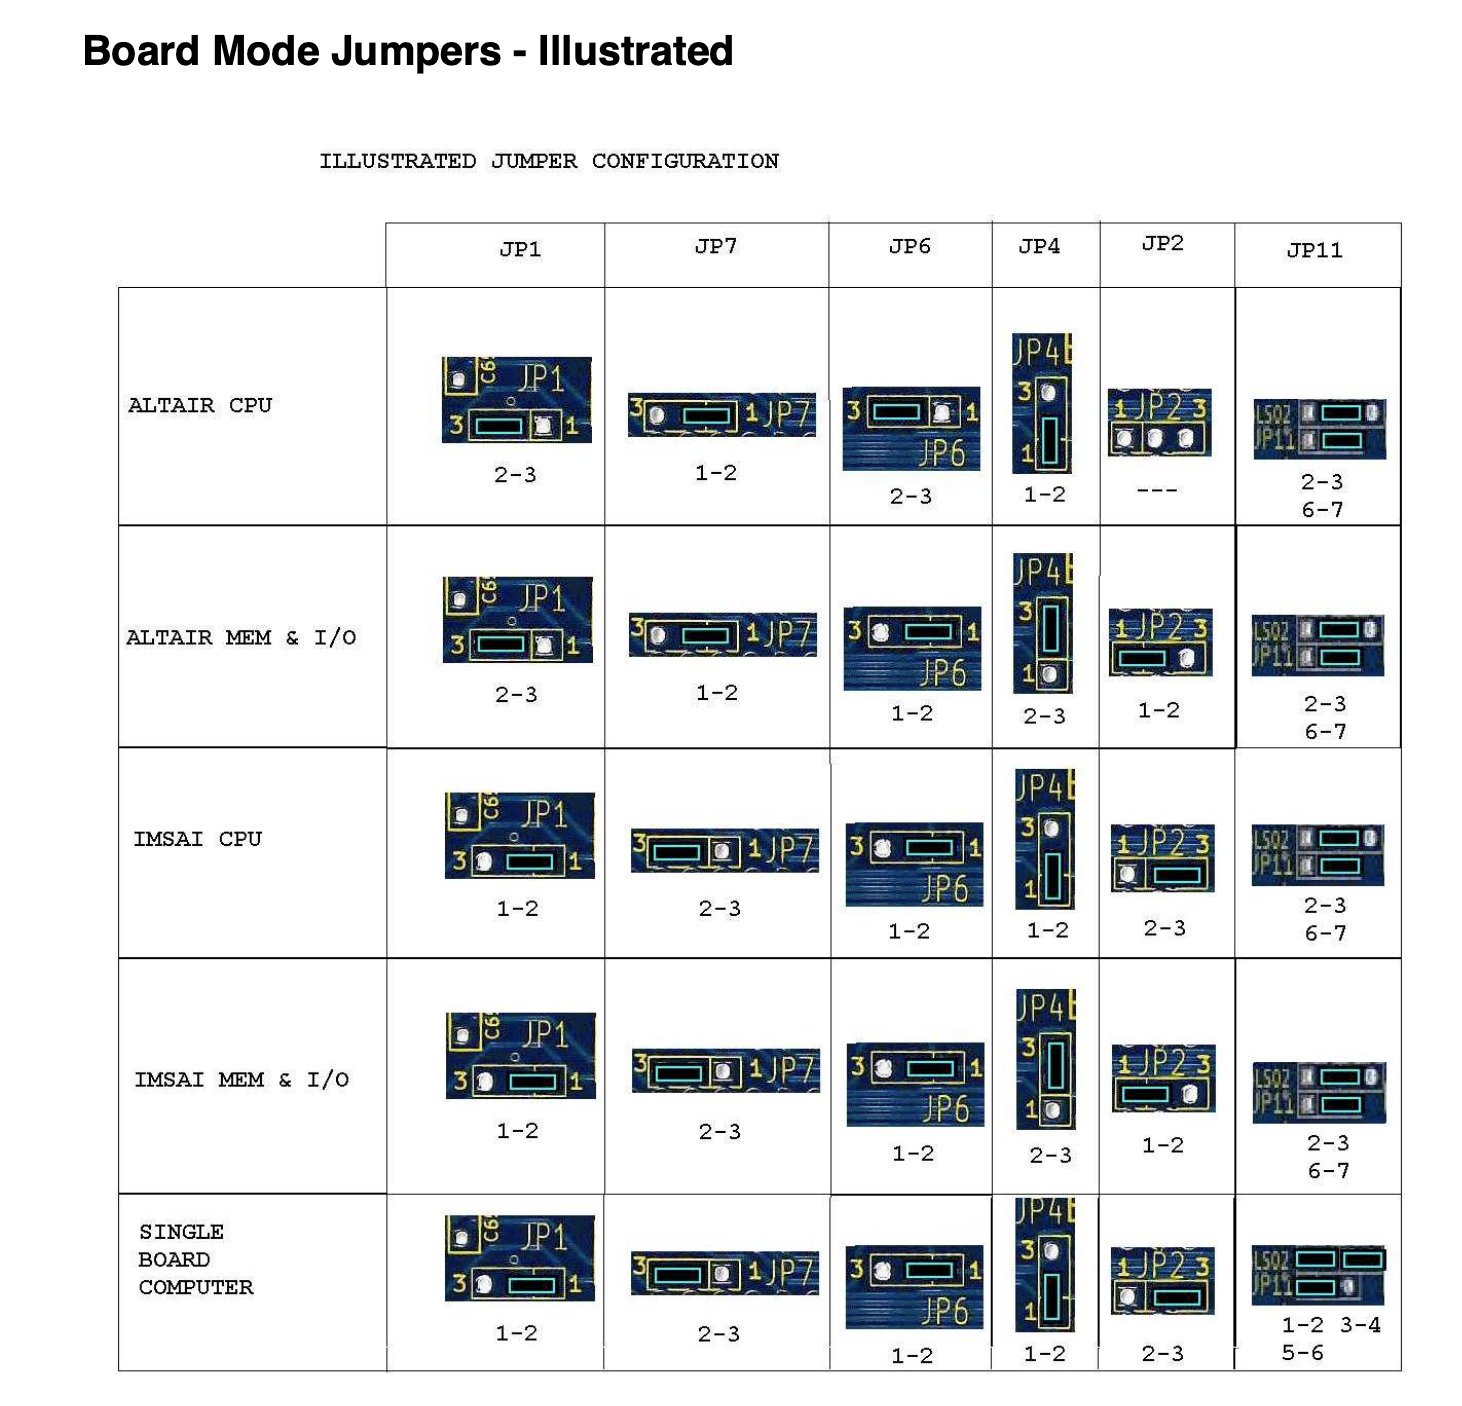 Board Mode Jumpers - Illustrated
ILLUSTRATED JUMPER CONFIGURATION
JP1 JP7 JP6 JP4 JP2 JP11
ALTAIR CPU
C6 JP1
3 1
2-3
3 1 JP7
1-2
3 1
JP6
2-3
JP4
3
1
1-2
1 JP2 3
---
LS02
JP11
2-3
6-7
ALTAIR MEM & I/O
C6 JP1
3 1
2-3
3 1 JP7
1-2
3 1
JP6
1-2
JP4
3
1
2-3
1 JP2 3
1-2
LS02
JP11
2-3
6-7
IMSAI CPU
C6 JP1
3 1
1-2
3 1 JP7
2-3
3 1
JP6
1-2
JP4
3
1
1-2
1 JP2 3
2-3
LS02
JP11
2-3
6-7
IMSAI MEM & I/O
C6 JP1
3 1
1-2
3 1 JP7
2-3
3 1
JP6
1-2
JP4
3
1
2-3
1 JP2 3
1-2
LS02
JP11
2-3
6-7
SINGLE
BOARD
COMPUTER
C6 JP1
3 1
1-2
3 1 JP7
2-3
3 1
JP6
1-2
JP4
3
1
1-2
1 JP2 3
2-3
LS02
JP11
1-2 3-4
5-6